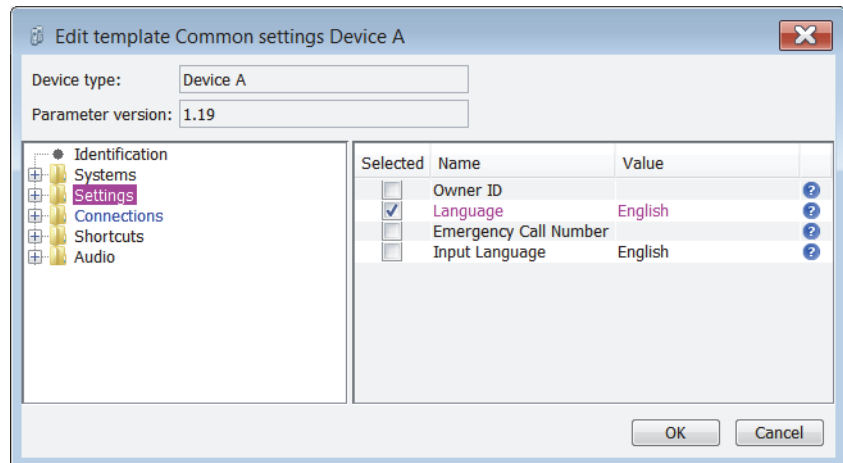 Edit template Common settings Device A
Device type: Device A
Parameter version: 1.19
Identification
Systems
Settings
Connections
Shortcuts
Audio
Selected Name Value
Owner ID
Language English
Emergency Call Number
Input Language English
OK Cancel